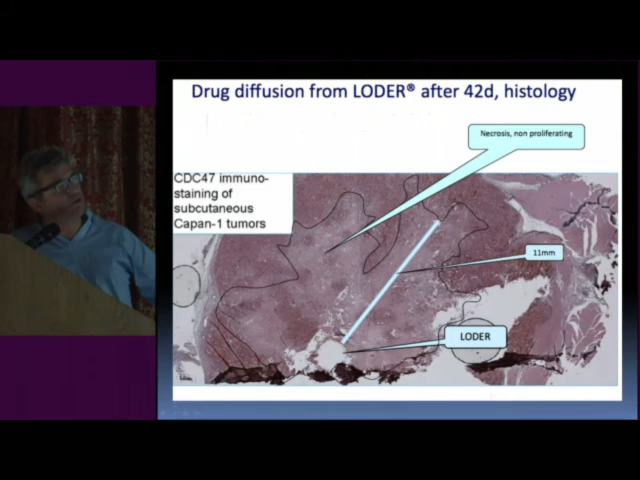 Drug diffusion from LODER® after 42d, histology
Necrosis, non proliferating
CDC47 immuno-
staining of
subcutaneous
Capan-1 tumors
11mm
LODER